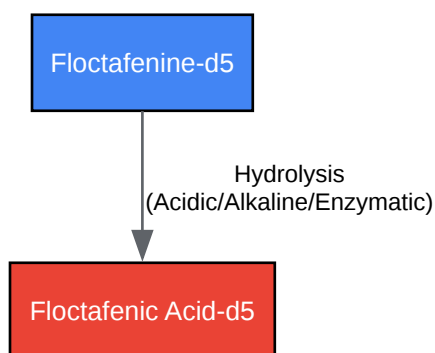 Floctafenine-d5
Hydrolysis
(Acidic/Alkaline/Enzymatic)
Floctafenic Acid-d5